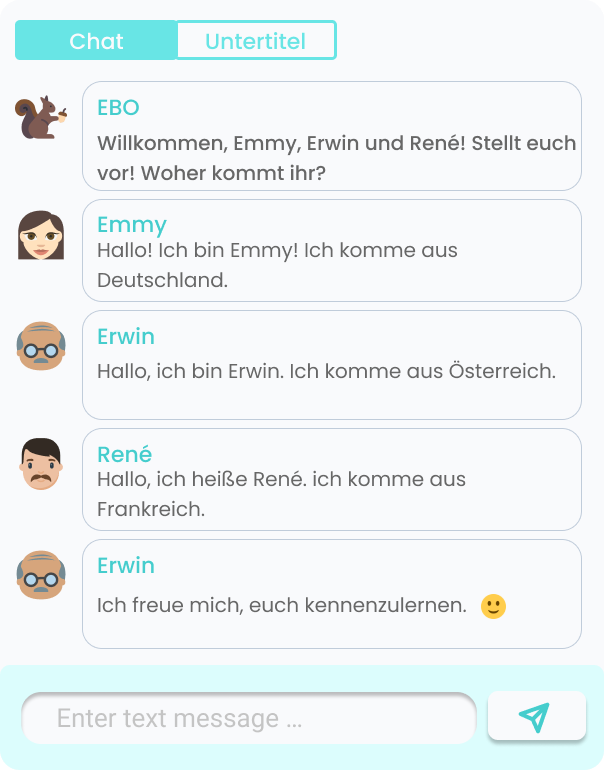 Chat Untertitel
EBO
Willkommen, Emmy, Erwin und René! Stellt euch
vor! Woher kommt ihr?
Emmy
Hallo! Ich bin Emmy! Ich komme aus
Deutschland.
Erwin
Hallo, ich bin Erwin. Ich komme aus Österreich.
René
Hallo, ich heiße René. ich komme aus
Frankreich.
Erwin
Ich freue mich, euch kennenzulernen. 🙂
Enter text message ...